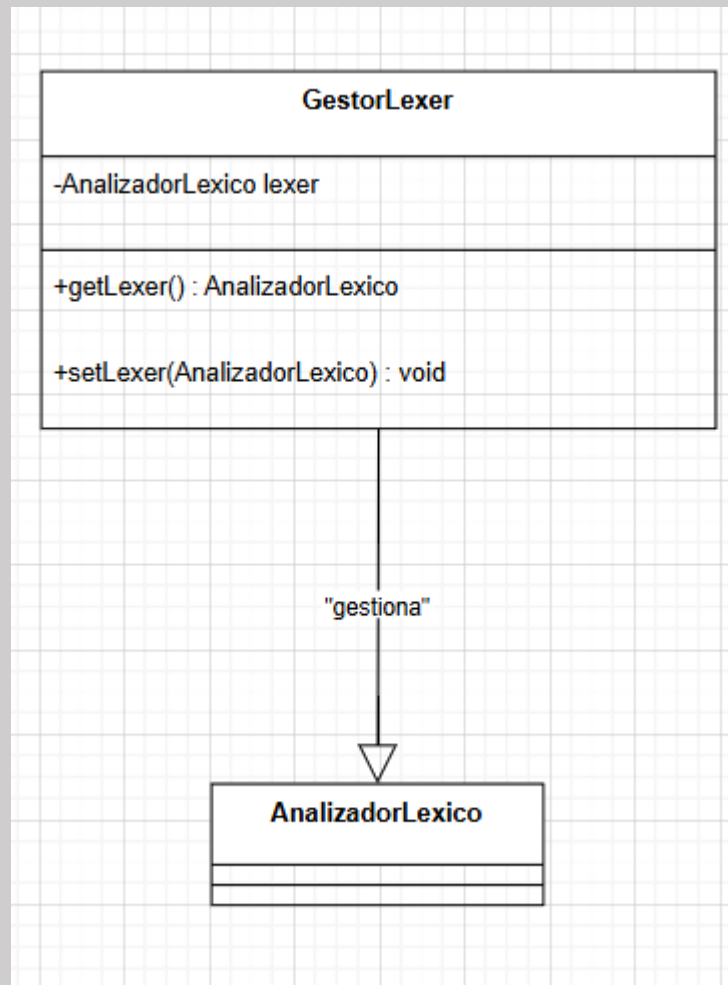 GestorLexer
-AnalizadorLexico lexer
+getLexer() : AnalizadorLexico
+setLexer(AnalizadorLexico) : void
"gestiona"
AnalizadorLexico